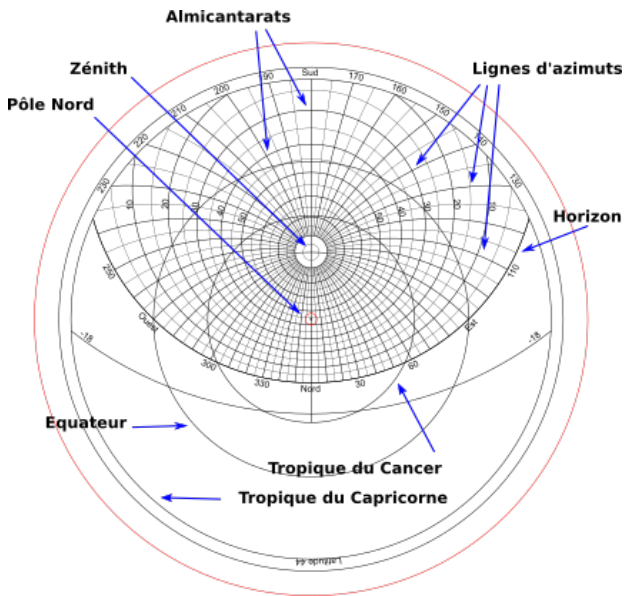 Almicantarats
Zénith
Pôle Nord
Lignes d'azimuts
Horizon
Sud
190
170
200
160
210
150
220
140
230
130
10
20
30
40
50
50
40
30
20
10
250
110
Ouest
Est
-18
-18
300
60
330
30
Nord
Equateur
Tropique du Cancer
Tropique du Capricorne
Latitude 44